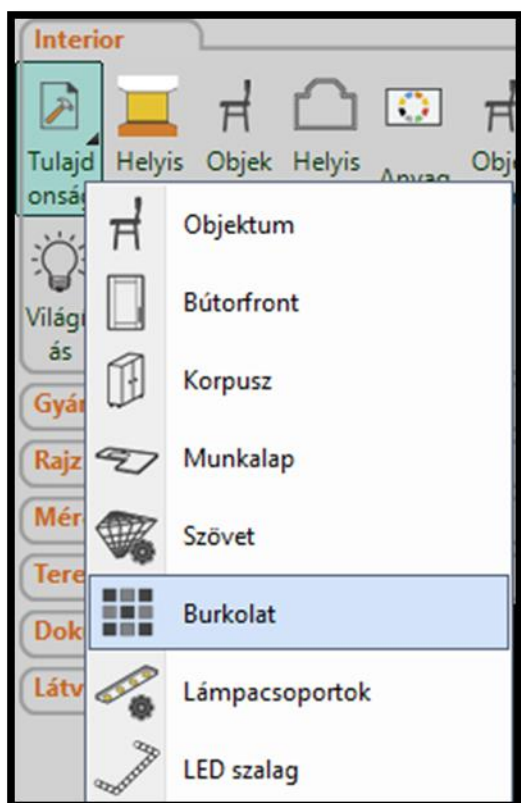 Interior
Tulajd Helyis Objek Helyis Anyag Obj
onság
Objektum
Bútorfront
Világí
ás
Korpusz
Gyár
Munkalap
Rajz
Mér
Szövet
Tere
Burkolat
Dok
Lámpacsoportok
Látv
LED szalag